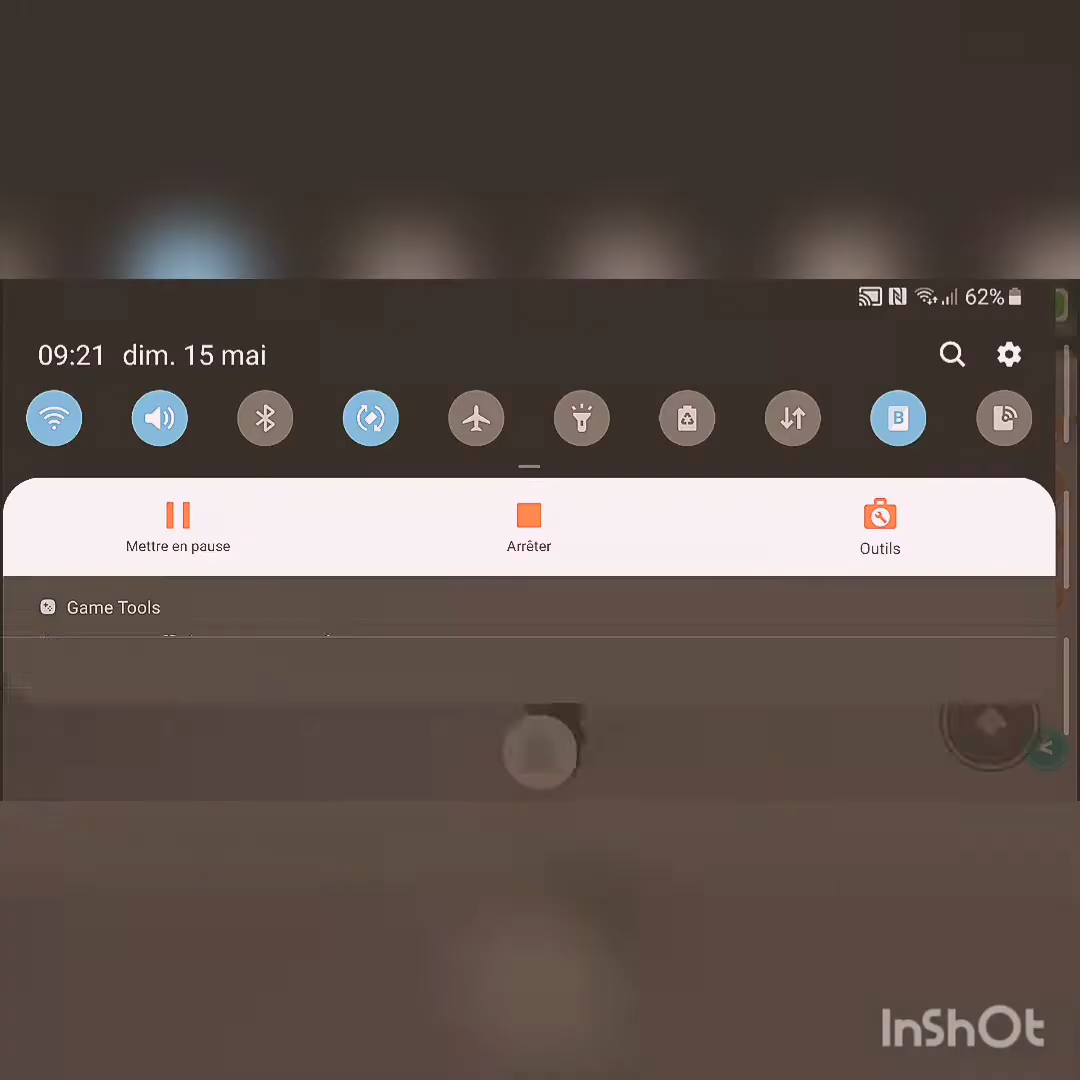 62%
09:21 dim. 15 mai
B
Mettre en pause
Arrêter
Outils
Game Tools
InShOt